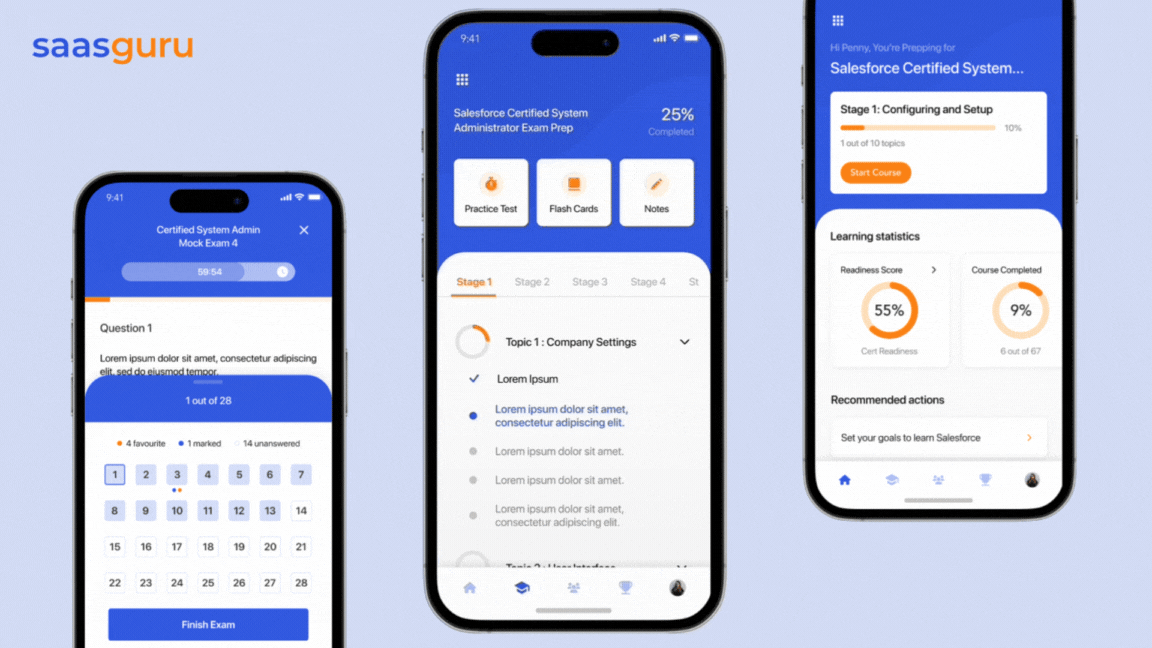 saasguru
9:41
Certified System Admin
Mock Exam 4
59:54
Question 1
Lorem ipsum dolor sit amet, consectetur adipiscing
elit, sed do eiusmod tempor.
1 out of 28
4 favourite 1 marked 14 unanswered
1 2 3 4 5 6 7
8 9 10 11 12 13 14
15 16 17 18 19 20 21
22 23 24 25 26 27 28
Finish Exam
9:41
Salesforce Certified System
Administrator Exam Prep
25%
Completed
Practice Test Flash Cards Notes
Stage 1 Stage 2 Stage 3 Stage 4 St
Topic 1 : Company Settings
Lorem Ipsum
Lorem ipsum dolor sit amet,
consectetur adipiscing elit.
Lorem ipsum dolor sit amet.
Lorem ipsum dolor sit amet.
Lorem ipsum dolor sit amet,
consectetur adipiscing elit.
Topic 2 : User Interface
Hi Penny, You're Prepping for
Salesforce Certified System...
Stage 1: Configuring and Setup
10%
1 out of 10 topics
Start Course
Learning statistics
Readiness Score Course Completed
55% 9%
Cert Readiness 6 out of 67
Recommended actions
Set your goals to learn Salesforce